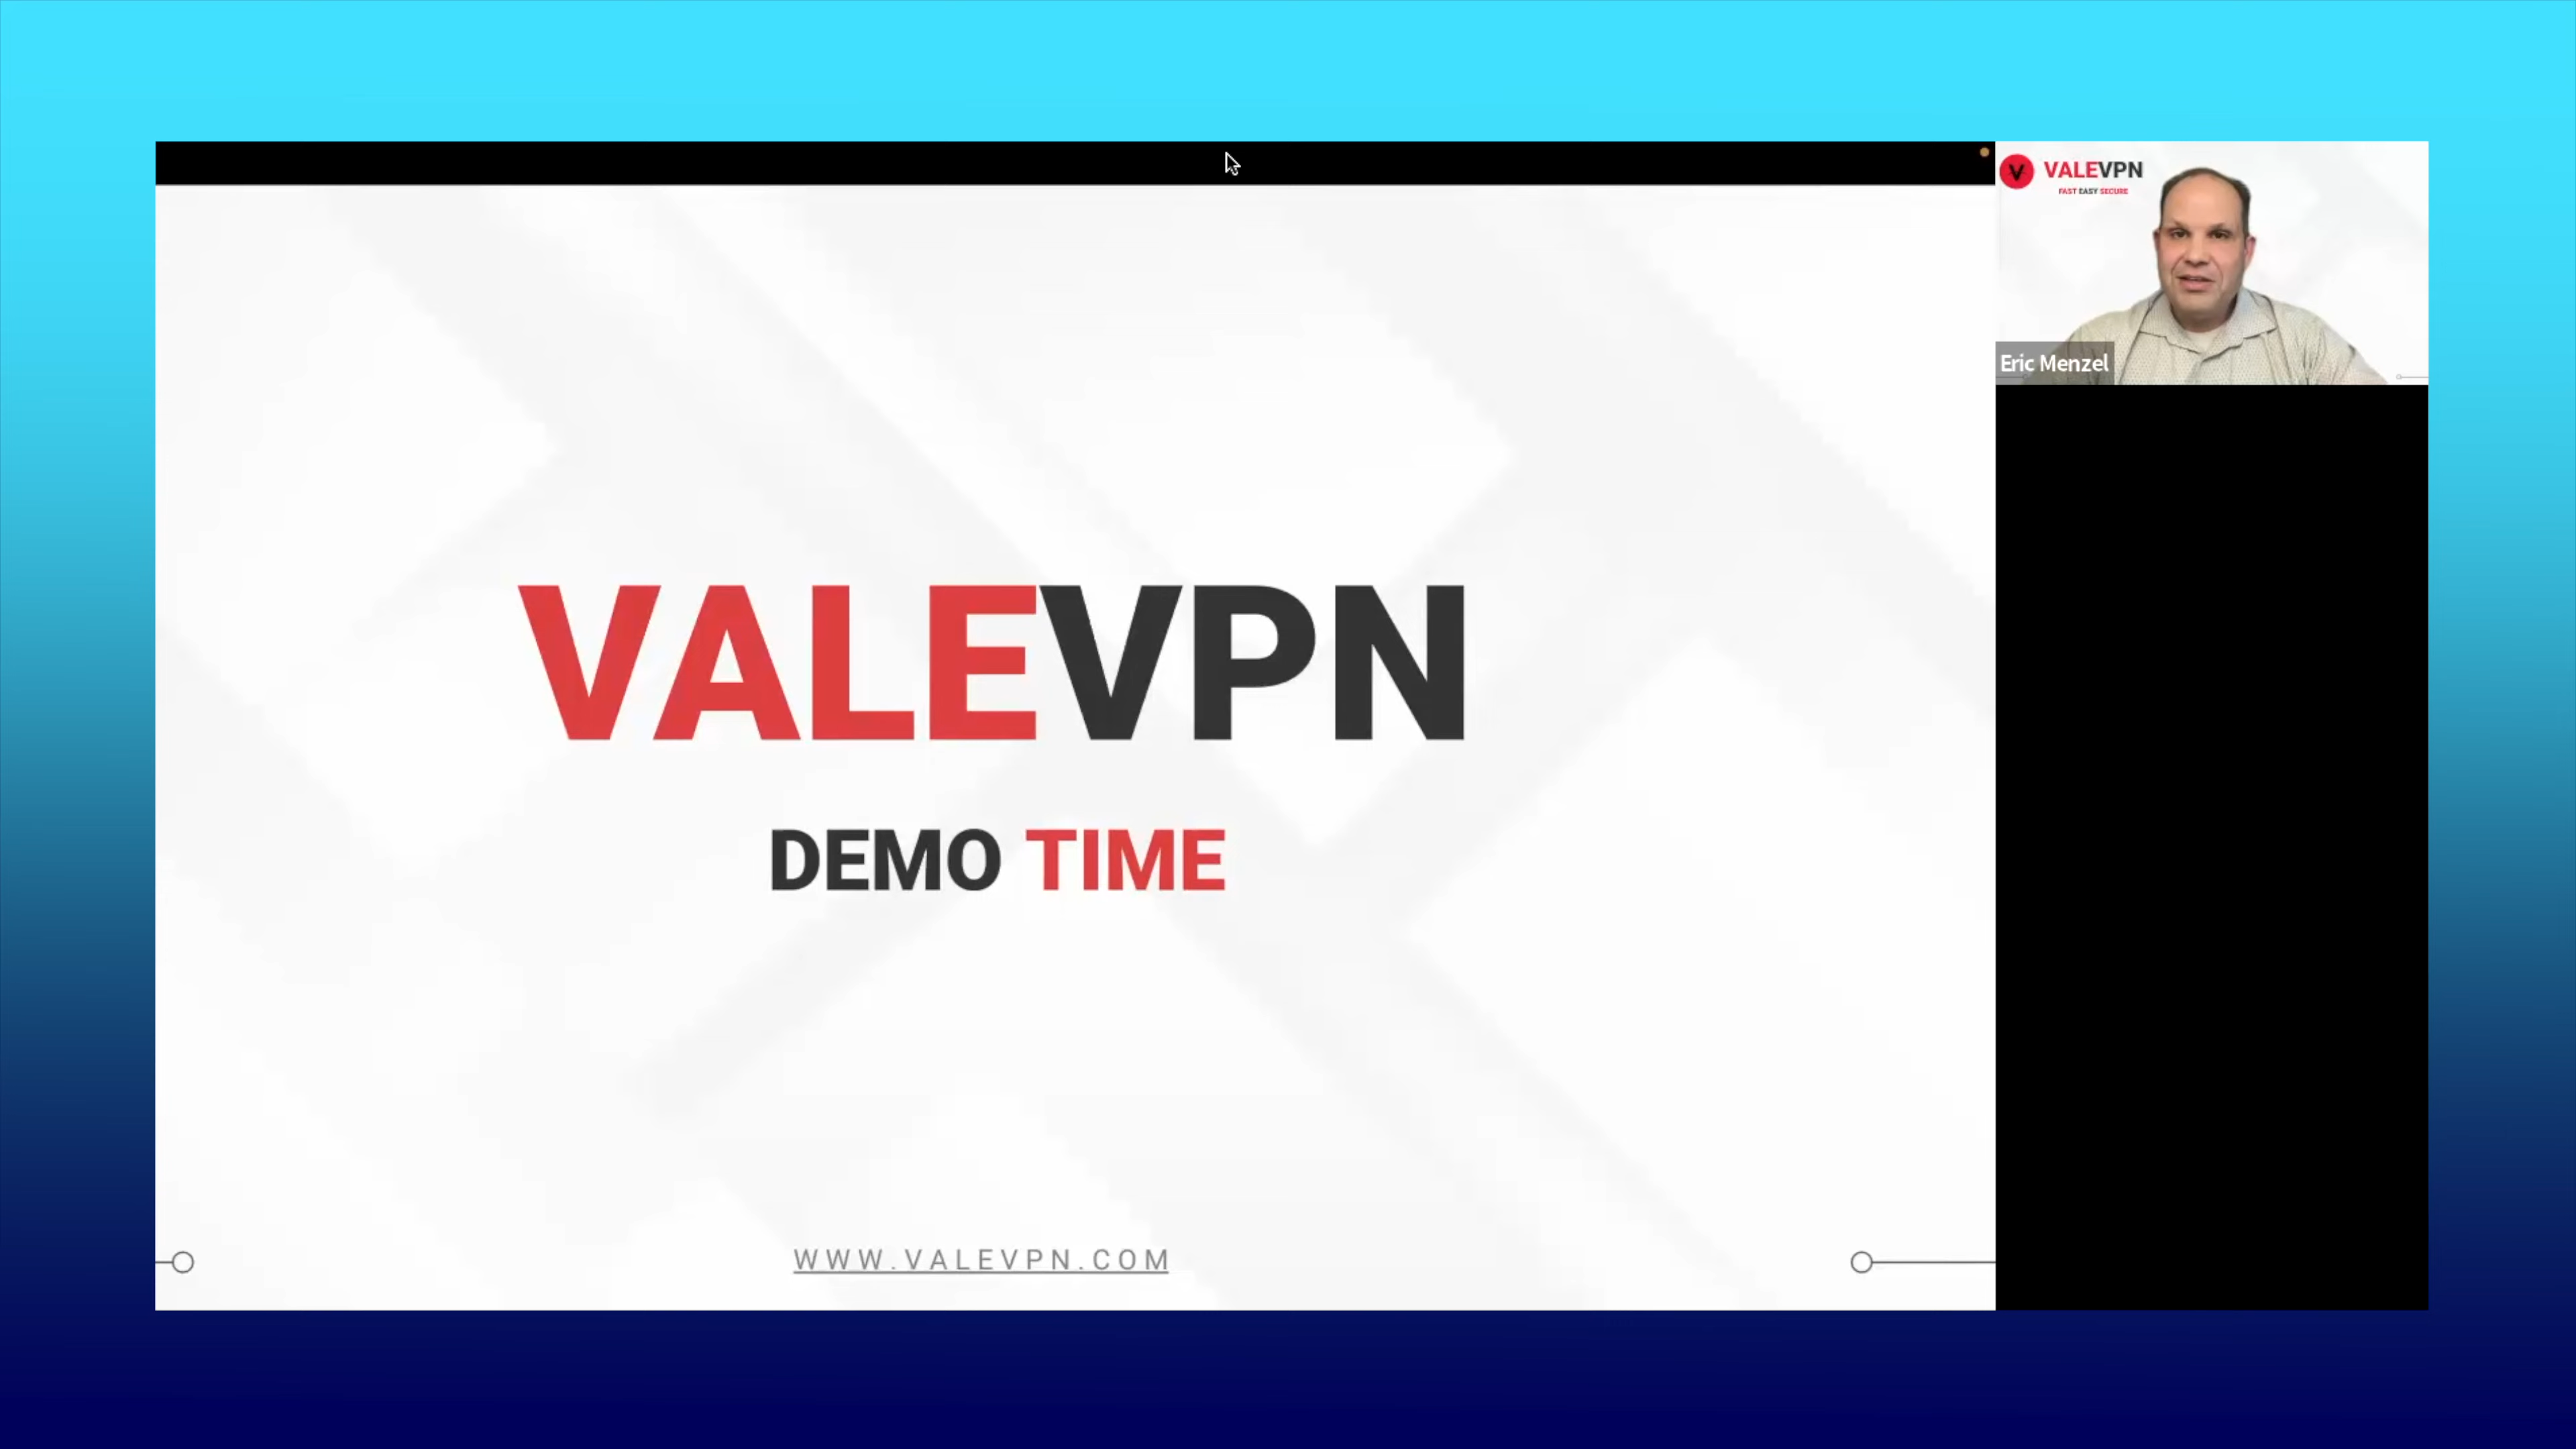 VALEVPN
DEMO TIME
WWW.VALEVPN.COM
V VALEVPN
FAST EASY SECURE
Eric Menzel